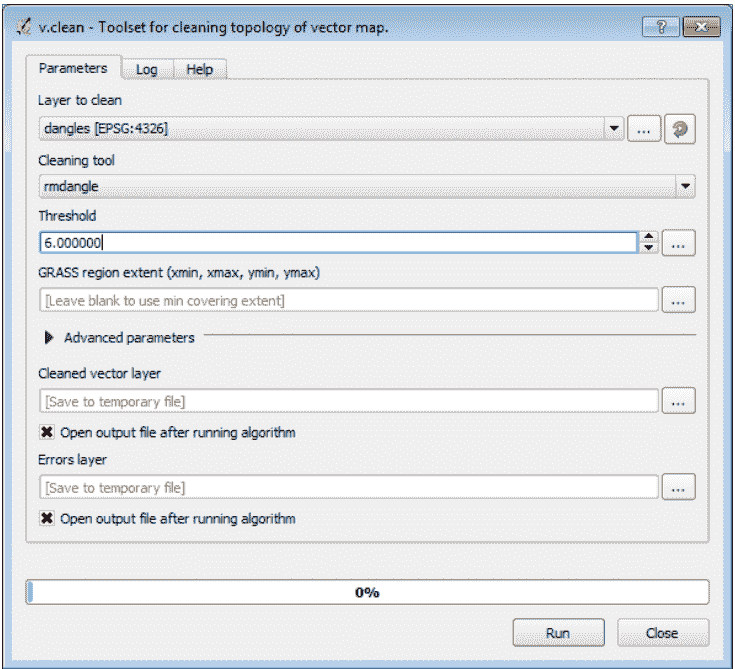 v.clean - Toolset for cleaning topology of vector map.
Parameters Log Help
Layer to clean
dangles [EPSG:4326]
...
Cleaning tool
rmdangle
Threshold
6.000000
...
GRASS region extent (xmin, xmax, ymin, ymax)
[Leave blank to use min covering extent]
...
Advanced parameters
Cleaned vector layer
[Save to temporary file]
...
Open output file after running algorithm
Errors layer
[Save to temporary file]
...
Open output file after running algorithm
0%
Run Close